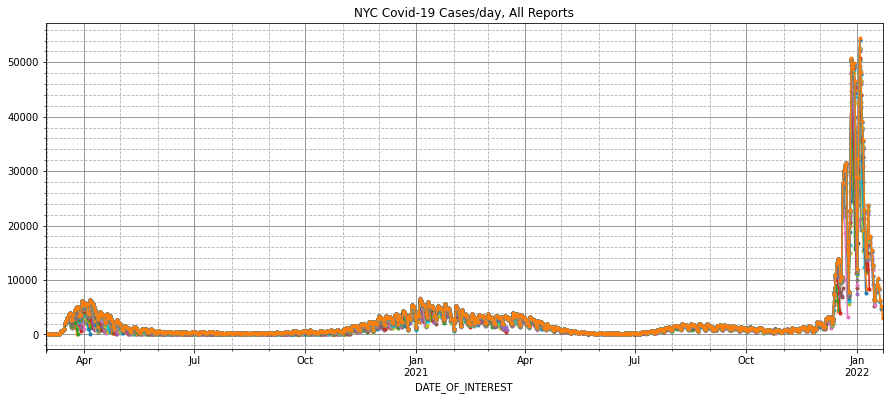 NYC Covid-19 Cases/day, All Reports
50000
40000
30000
20000
10000
0
Apr Jul Oct Jan Apr Jul Oct Jan
2021 2022
DATE_OF_INTEREST